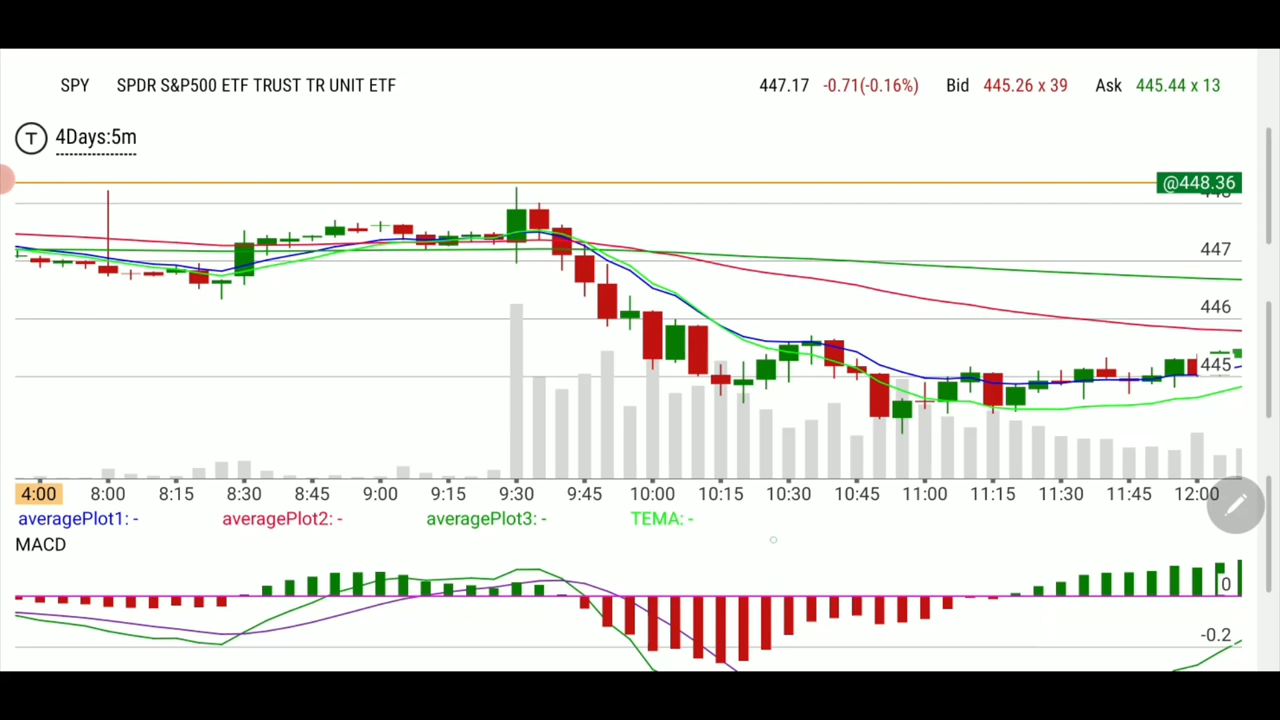 SPY SPDR S&P500 ETF TRUST TR UNIT ETF 447.17 -0.71(-0.16%) Bid 445.26 x 39 Ask 445.44 x 13
T 4Days:5m
@448.36
447
446
445
4:00 8:00 8:15 8:30 8:45 9:00 9:15 9:30 9:45 10:00 10:15 10:30 10:45 11:00 11:15 11:30 11:45 12:00
averagePlot1: - averagePlot2: - averagePlot3: - TEMA: -
MACD
0
-0.2